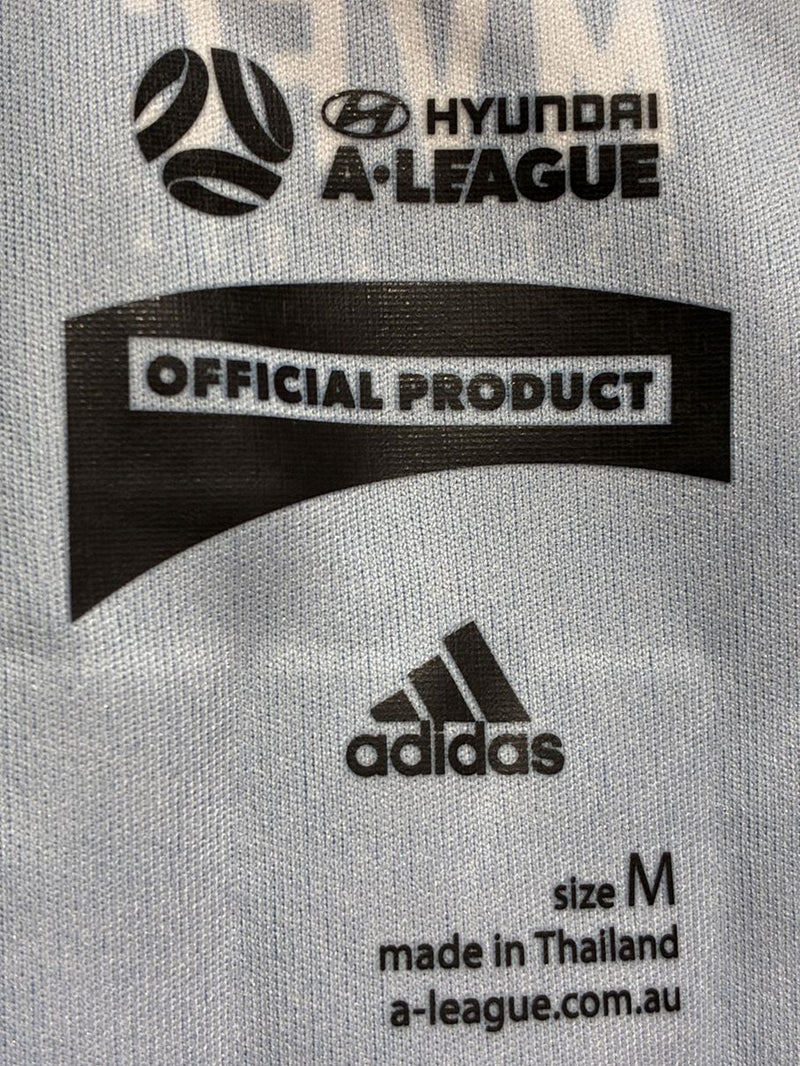 HYUNDAI
A-LEAGUE
OFFICIAL PRODUCT
adidas
size M
made in Thailand
a-league.com.au